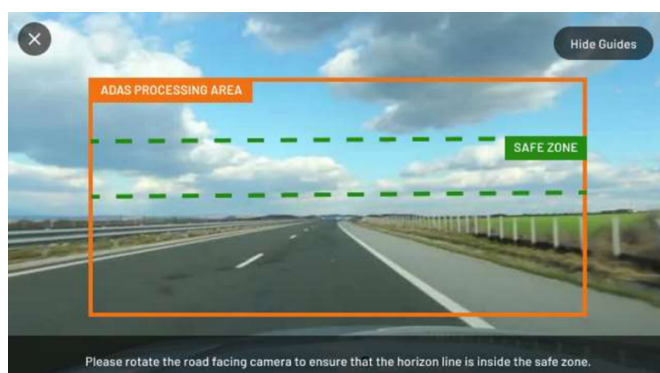 Hide Guides
ADAS PROCESSING AREA
SAFE ZONE
Please rotate the road facing camera to ensure that the horizon line is inside the safe zone.